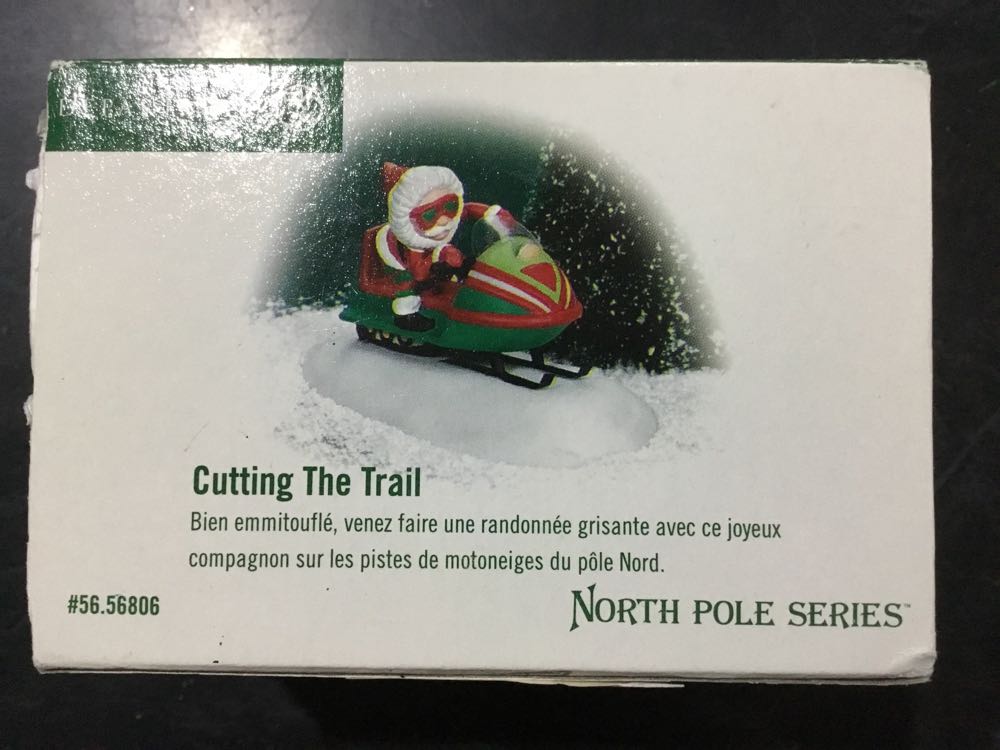 Cutting The Trail
Bien emmitouflé, venez faire une randonnée grisante avec ce joyeux
compagnon sur les pistes de motoneiges du pôle Nord.
#56.56806
NORTH POLE SERIES™